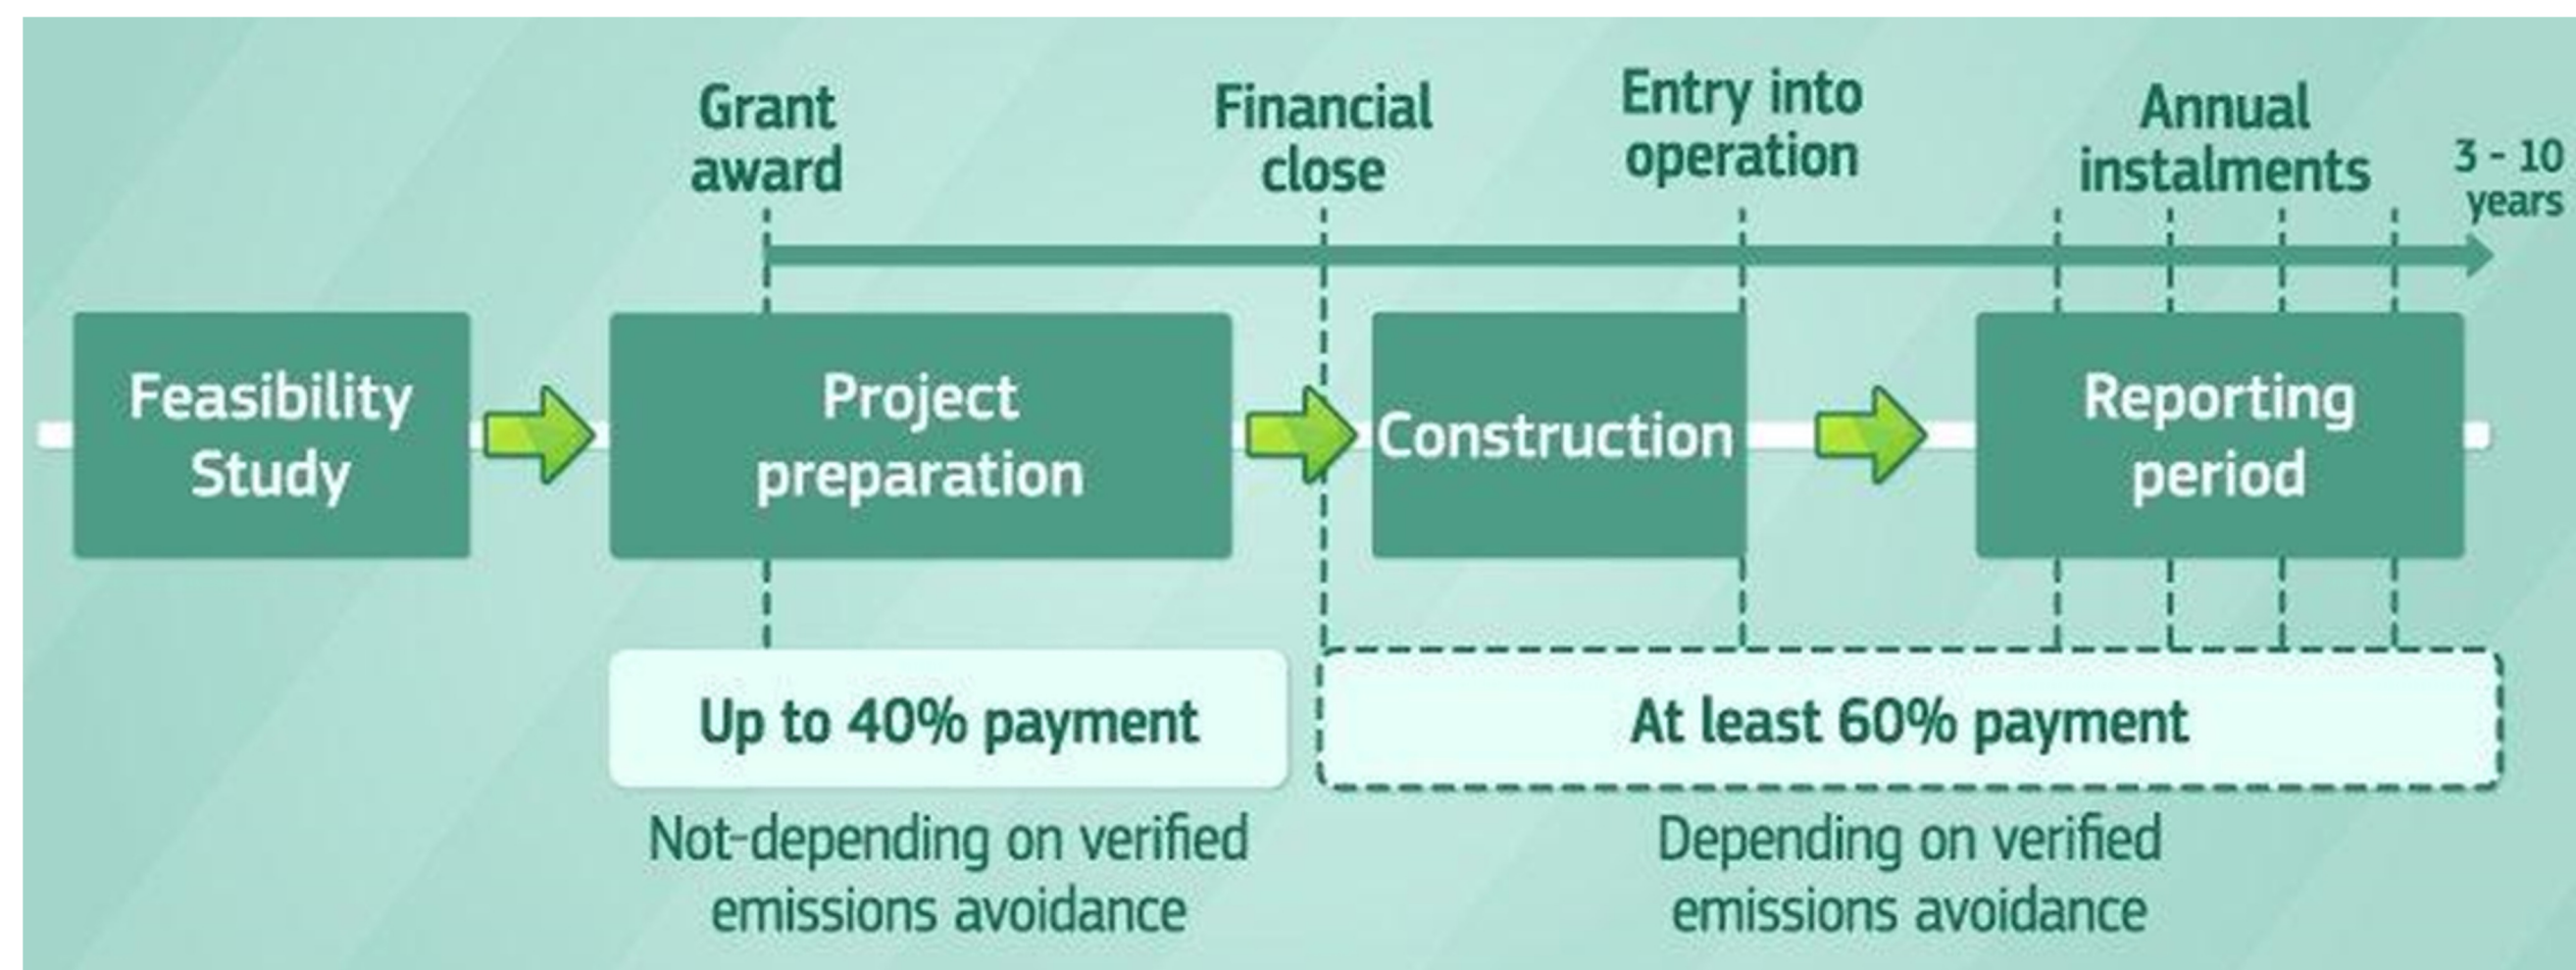 Grant
award
Financial
close
Entry into
operation
Annual
instalments
3 - 10
years
Feasibility
Study
Project
preparation
Construction
Reporting
period
Up to 40% payment
At least 60% payment
Not-depending on verified
emissions avoidance
Depending on verified
emissions avoidance